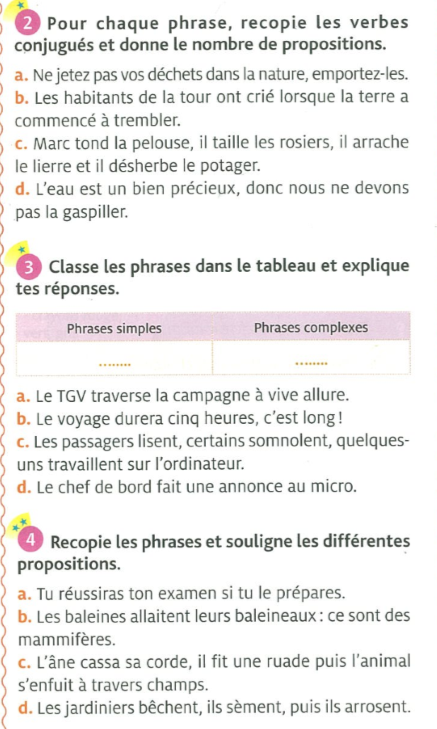 2 Pour chaque phrase, recopie les verbes
conjugués et donne le nombre de propositions.
a. Ne jetez pas vos déchets dans la nature, emportez-les.
b. Les habitants de la tour ont crié lorsque la terre a
commencé à trembler.
c. Marc tond la pelouse, il taille les rosiers, il arrache
le lierre et il désherbe le potager.
d. L'eau est un bien précieux, donc nous ne devons
pas la gaspiller.
3 Classe les phrases dans le tableau et explique
tes réponses.
Phrases simples Phrases complexes
........ ........
a. Le TGV traverse la campagne à vive allure.
b. Le voyage durera cinq heures, c'est long !
c. Les passagers lisent, certains somnolent, quelques-
uns travaillent sur l'ordinateur.
d. Le chef de bord fait une annonce au micro.
4 Recopie les phrases et souligne les différentes
propositions.
a. Tu réussiras ton examen si tu le prépares.
b. Les baleines allaitent leurs baleineaux : ce sont des
mammifères.
c. L'âne cassa sa corde, il fit une ruade puis l'animal
s'enfuit à travers champs.
d. Les jardiniers bêchent, ils sèment, puis ils arrosent.